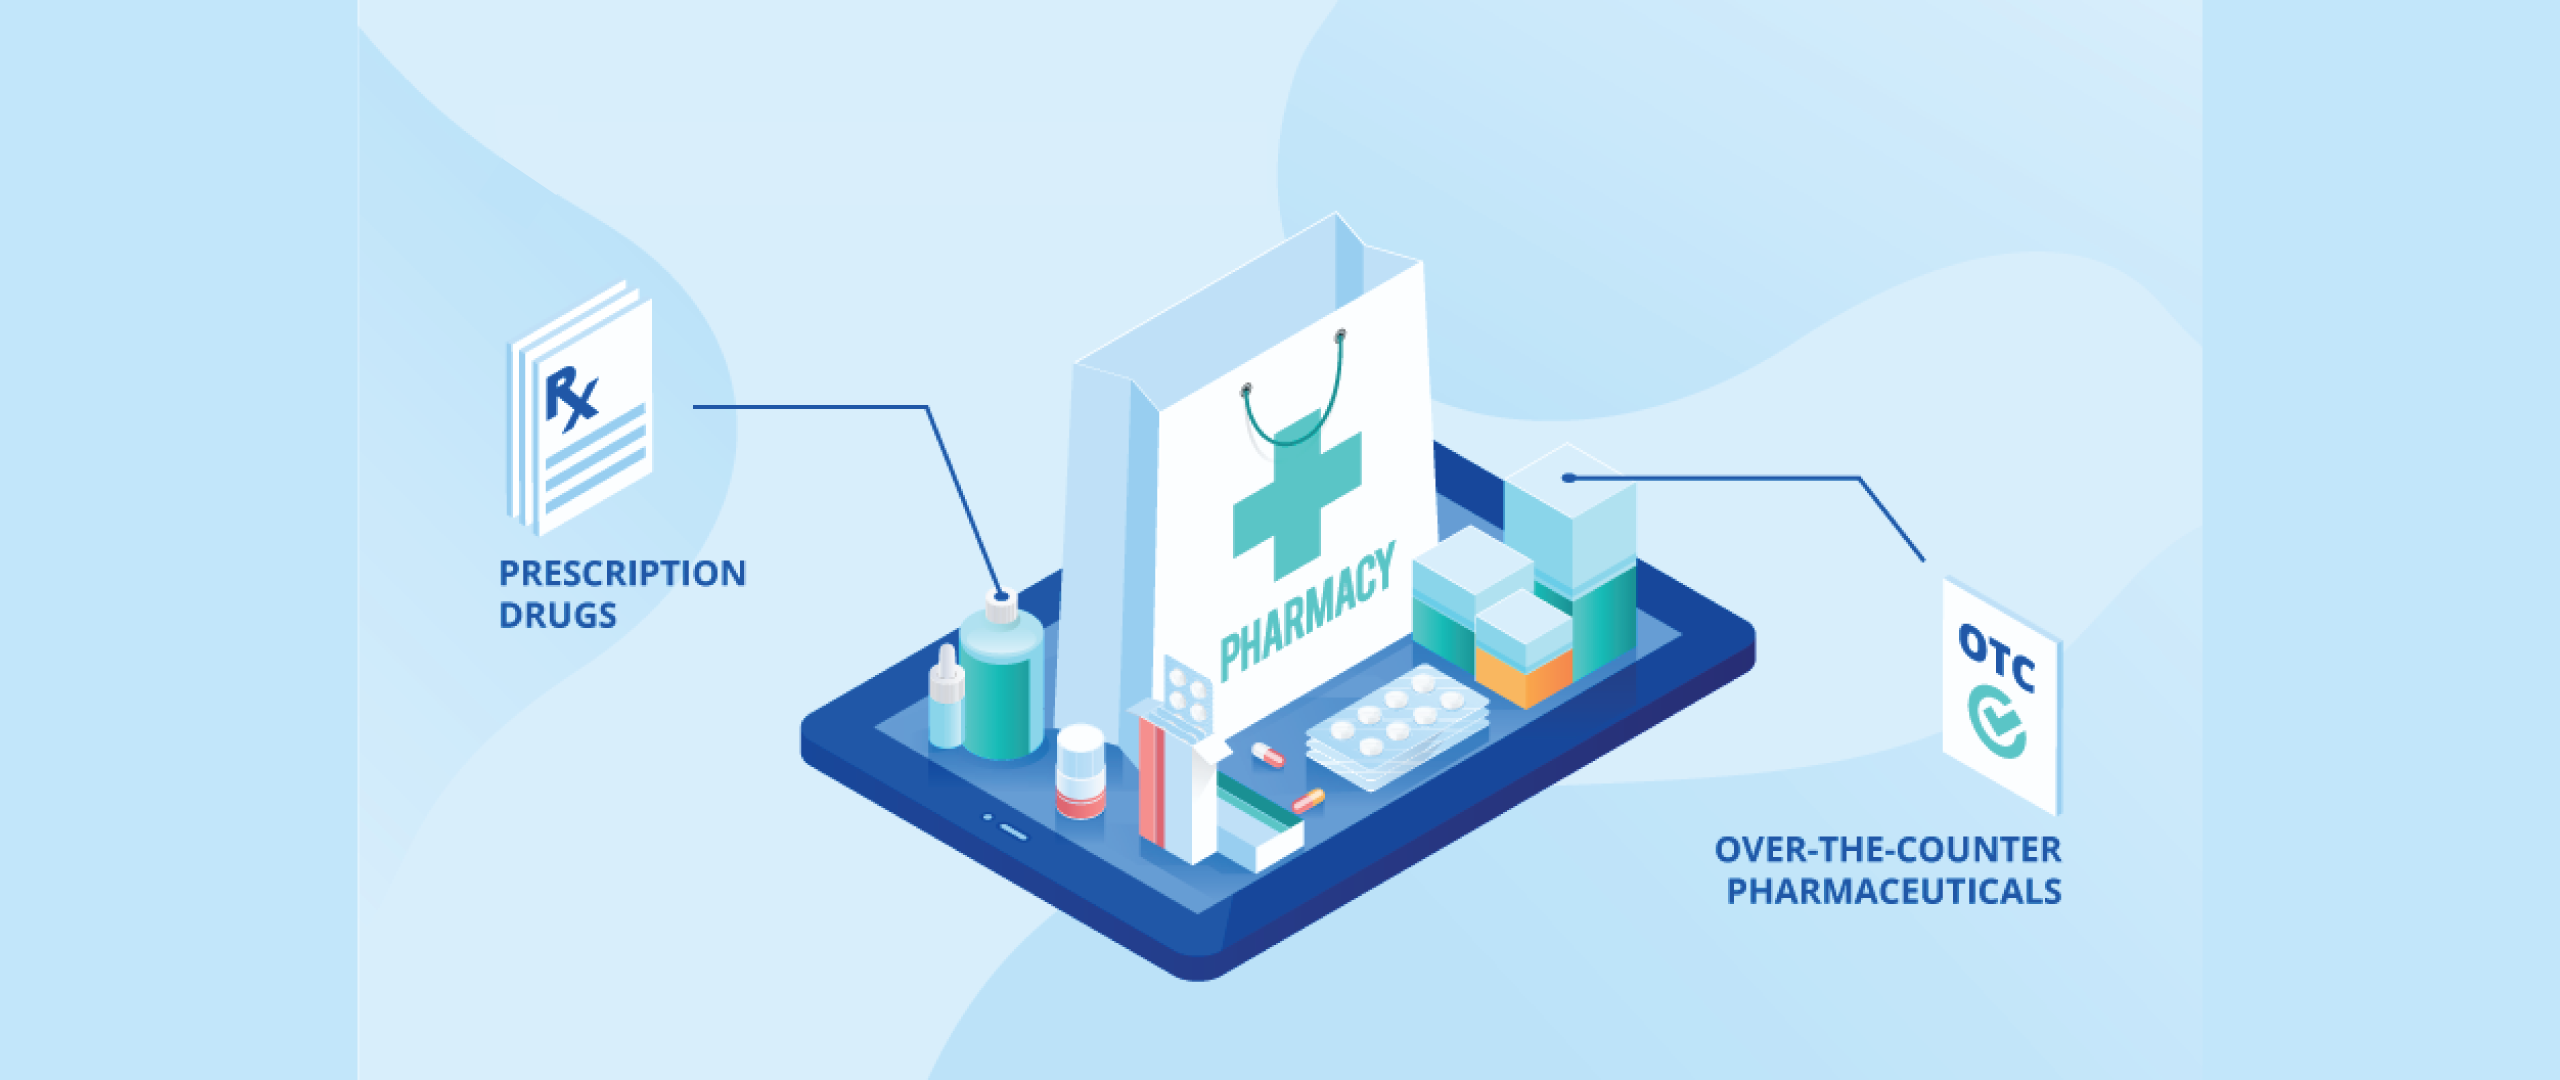 Rx
PRESCRIPTION
DRUGS
PHARMACY
OTC
OVER-THE-COUNTER
PHARMACEUTICALS